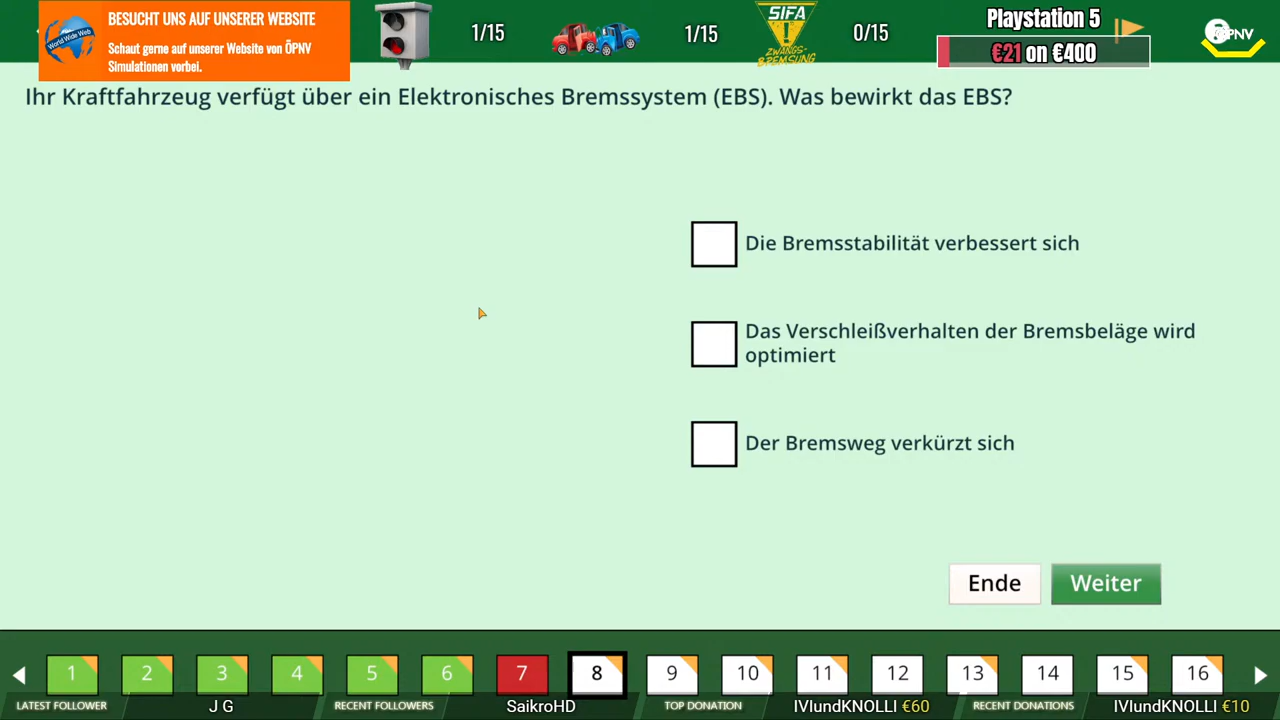 BESUCHT UNS AUF UNSERER WEBSITE
Schaut gerne auf unserer Website von ÖPNV
Simulationen vorbei.
World Wide Web
1/15
1/15
SIFA
ZWANGS-
BREMSUNG
0/15
Playstation 5
€21 on €400
ÖPNV
Ihr Kraftfahrzeug verfügt über ein Elektronisches Bremssystem (EBS). Was bewirkt das EBS?
Die Bremsstabilität verbessert sich
Das Verschleißverhalten der Bremsbeläge wird
optimiert
Der Bremsweg verkürzt sich
Ende
Weiter
1 2 3 4 5 6 7 8 9 10 11 12 13 14 15 16
LATEST FOLLOWER J G RECENT FOLLOWERS SaikroHD TOP DONATION IVIundKNOLLI €60 RECENT DONATIONS IVIundKNOLLI €10